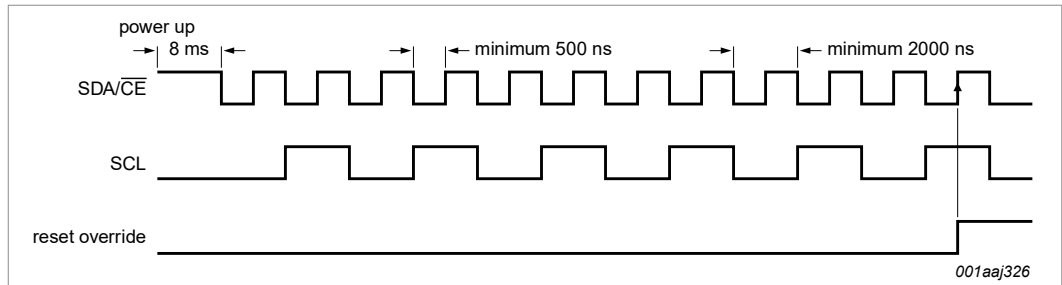 power up
8 ms
minimum 500 ns
minimum 2000 ns
SDA/CE
SCL
reset override
001aaj326